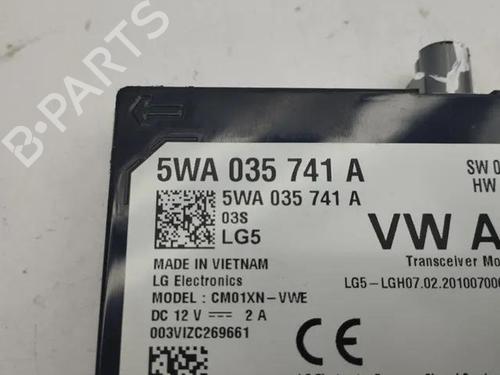 5WA 035 741 A
SW 0
HW
5WA 035 741 A
03S
LG5
VW A
Transceiver Mo
MADE IN VIETNAM
LG Electronics
LG5-LGH07.02.2010070
MODEL : CM01XN-VWE
DC 12 V 2 A
003VIZC269661
B-PARTS